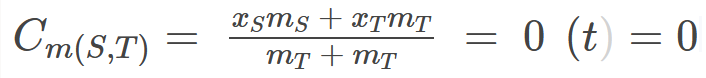 $C_{m(S,T)} = \frac{x_S m_S + x_T m_T}{m_T + m_T} = 0 \ (t) = 0$